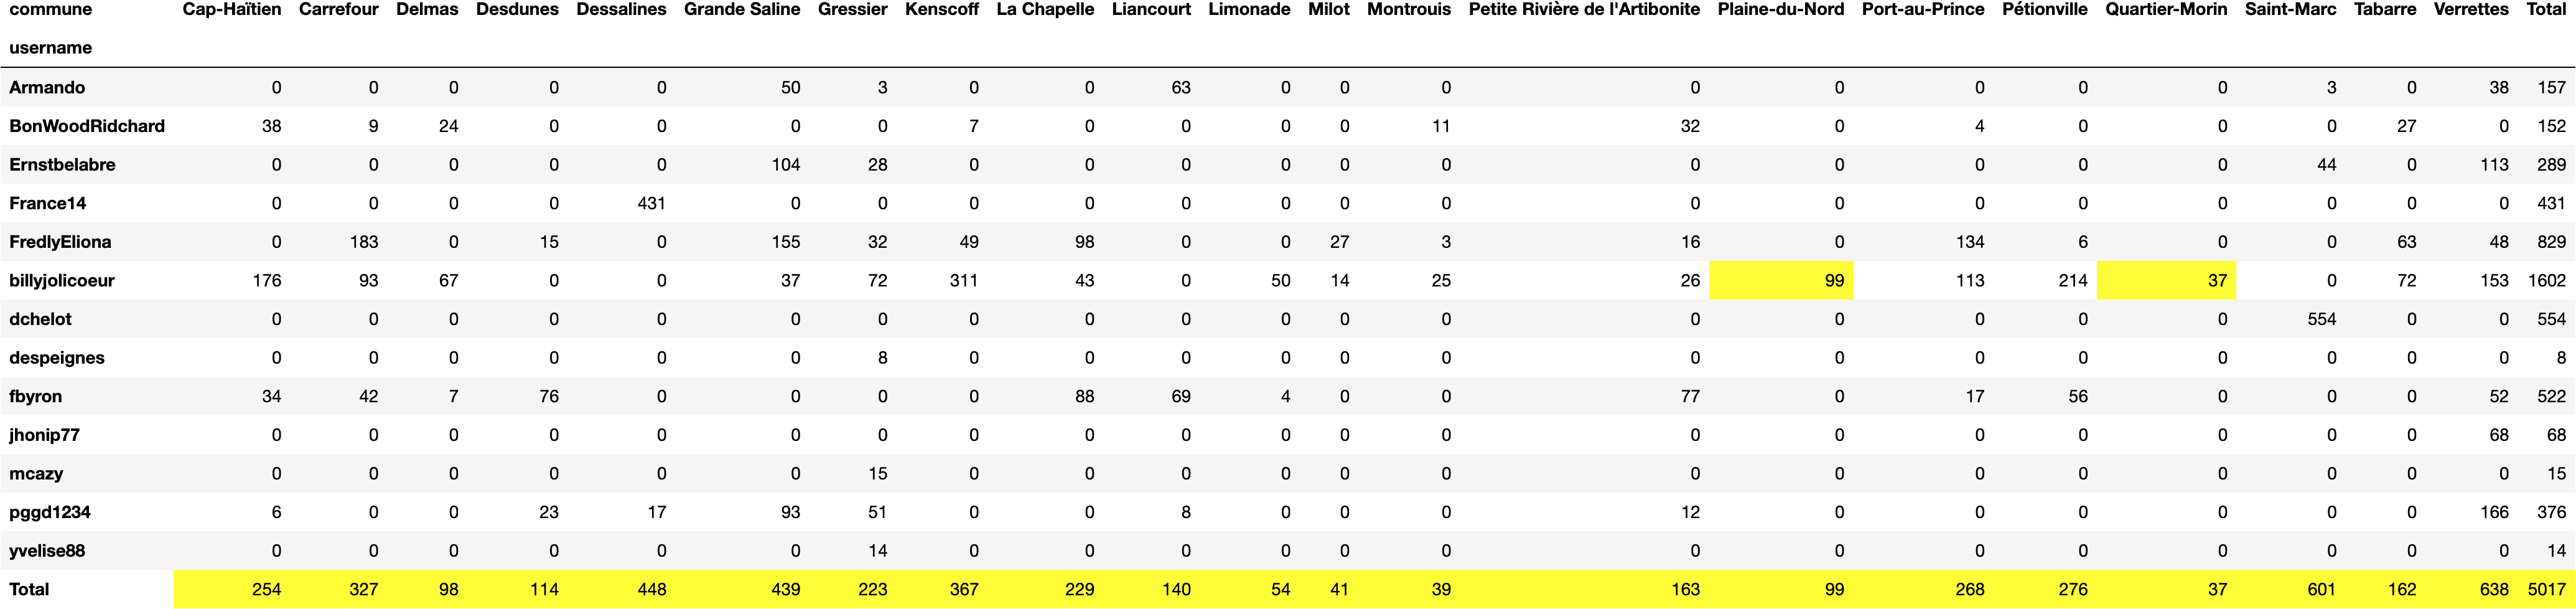 commune Cap-Haïtien Carrefour Delmas Desdunes Dessalines Grande Saline Gressier Kenscoff La Chapelle Liancourt Limonade Milot Montrouis Petite Rivière de l'Artibonite Plaine-du-Nord Port-au-Prince Pétionville Quartier-Morin Saint-Marc Tabarre Verrettes Total
username
Armando 0 0 0 0 0 50 3 0 0 63 0 0 0 0 0 0 0 0 3 0 38 157
BonWoodRidchard 38 9 24 0 0 0 0 7 0 0 0 0 11 32 0 4 0 0 0 27 0 152
Ernstbelabre 0 0 0 0 0 104 28 0 0 0 0 0 0 0 0 0 0 0 44 0 113 289
France14 0 0 0 0 431 0 0 0 0 0 0 0 0 0 0 0 0 0 0 0 0 431
FredlyEliona 0 183 0 15 0 155 32 49 98 0 0 27 3 16 0 134 6 0 0 63 48 829
billyjolicoeur 176 93 67 0 0 37 72 311 43 0 50 14 25 26 99 113 214 37 0 72 153 1602
dchelot 0 0 0 0 0 0 0 0 0 0 0 0 0 0 0 0 0 0 554 0 0 554
despeignes 0 0 0 0 0 0 8 0 0 0 0 0 0 0 0 0 0 0 0 0 0 8
fbyron 34 42 7 76 0 0 0 0 88 69 4 0 0 77 0 17 56 0 0 0 52 522
jhonip77 0 0 0 0 0 0 0 0 0 0 0 0 0 0 0 0 0 0 0 0 68 68
mcazy 0 0 0 0 0 0 15 0 0 0 0 0 0 0 0 0 0 0 0 0 0 15
pggd1234 6 0 0 23 17 93 51 0 0 8 0 0 0 12 0 0 0 0 0 0 166 376
yvelise88 0 0 0 0 0 0 14 0 0 0 0 0 0 0 0 0 0 0 0 0 0 14
Total 254 327 98 114 448 439 223 367 229 140 54 41 39 163 99 268 276 37 601 162 638 5017